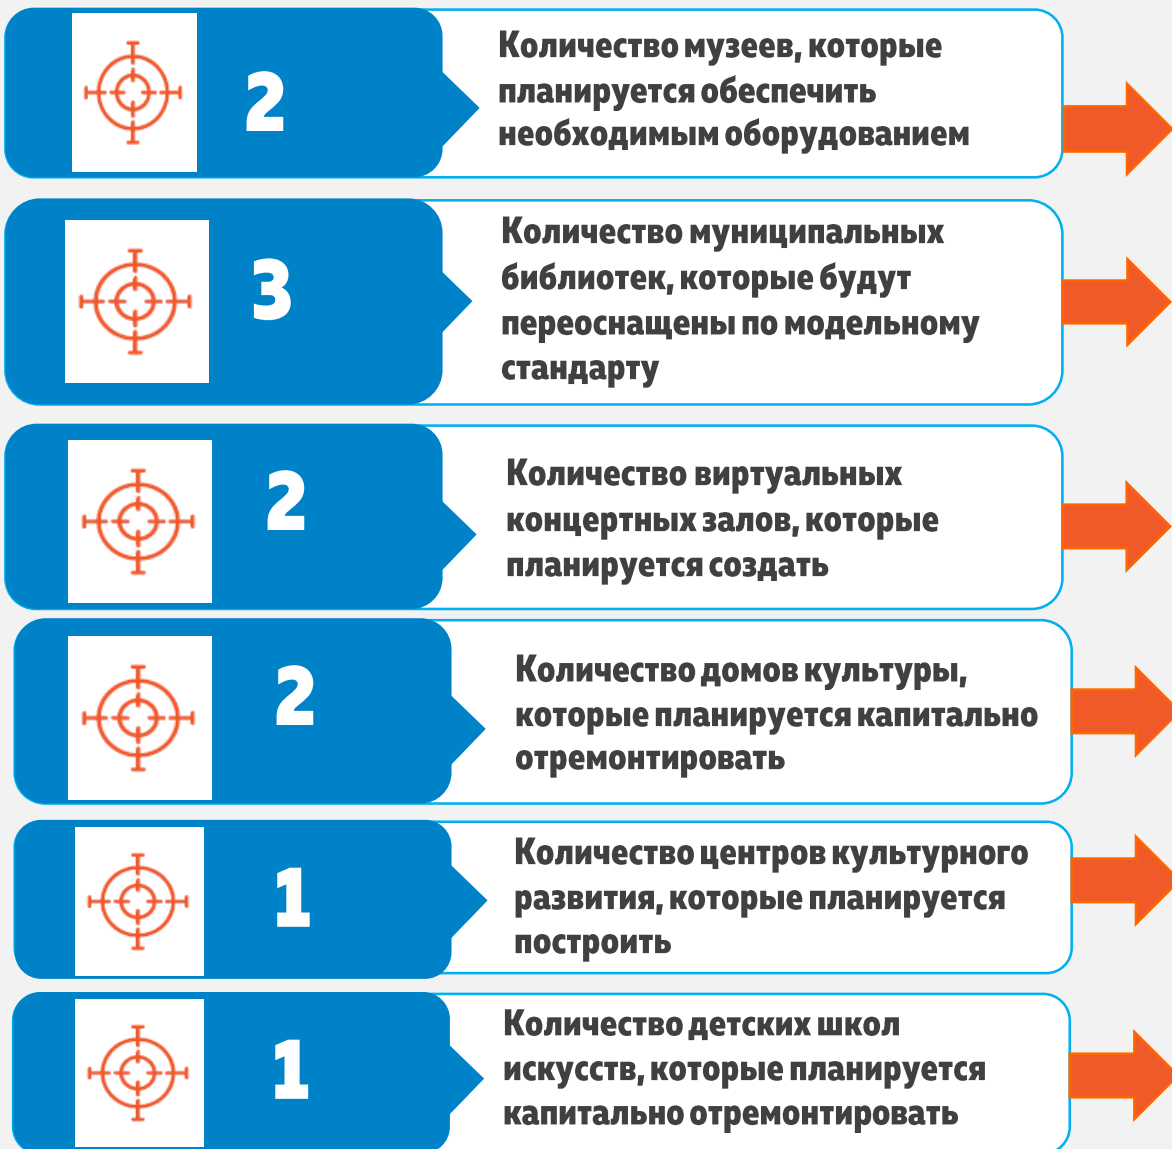 2
Количество музеев, которые
планируется обеспечить
необходимым оборудованием
3
Количество муниципальных
библиотек, которые будут
переоснащены по модельному
стандарту
2
Количество виртуальных
концертных залов, которые
планируется создать
2
Количество домов культуры,
которые планируется капитально
отремонтировать
1
Количество центров культурного
развития, которые планируется
построить
1
Количество детских школ
искусств, которые планируется
капитально отремонтировать